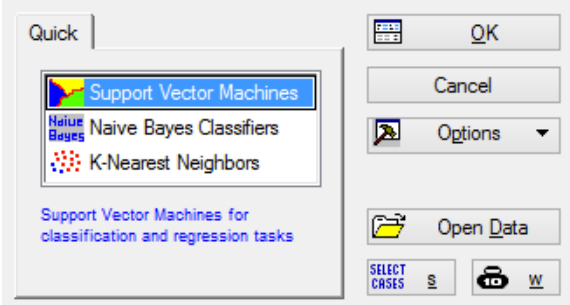 Quick
Support Vector Machines
Naive Bayes
Naive Bayes Classifiers
K-Nearest Neighbors
Support Vector Machines for
classification and regression tasks
OK
Cancel
Options
Open Data
SELECT CASES S
10 W